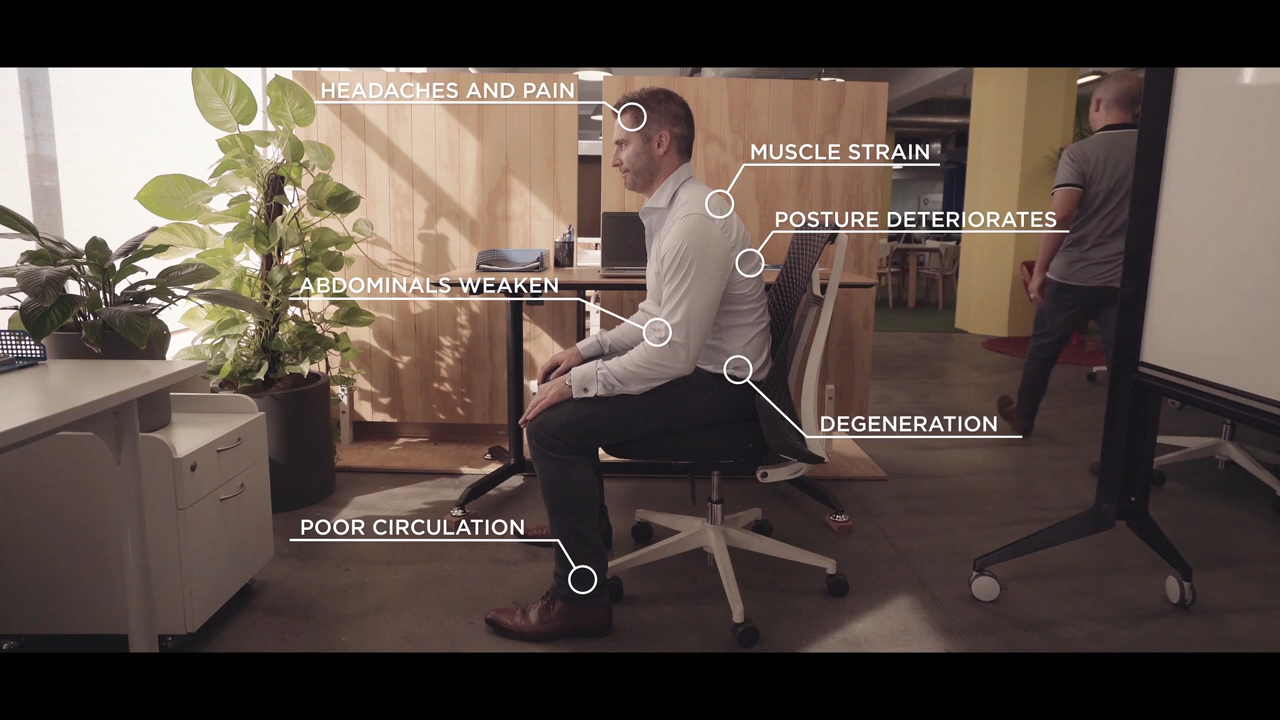 HEADACHES AND PAIN
MUSCLE STRAIN
POSTURE DETERIORATES
ABDOMINALS WEAKEN
DEGENERATION
POOR CIRCULATION